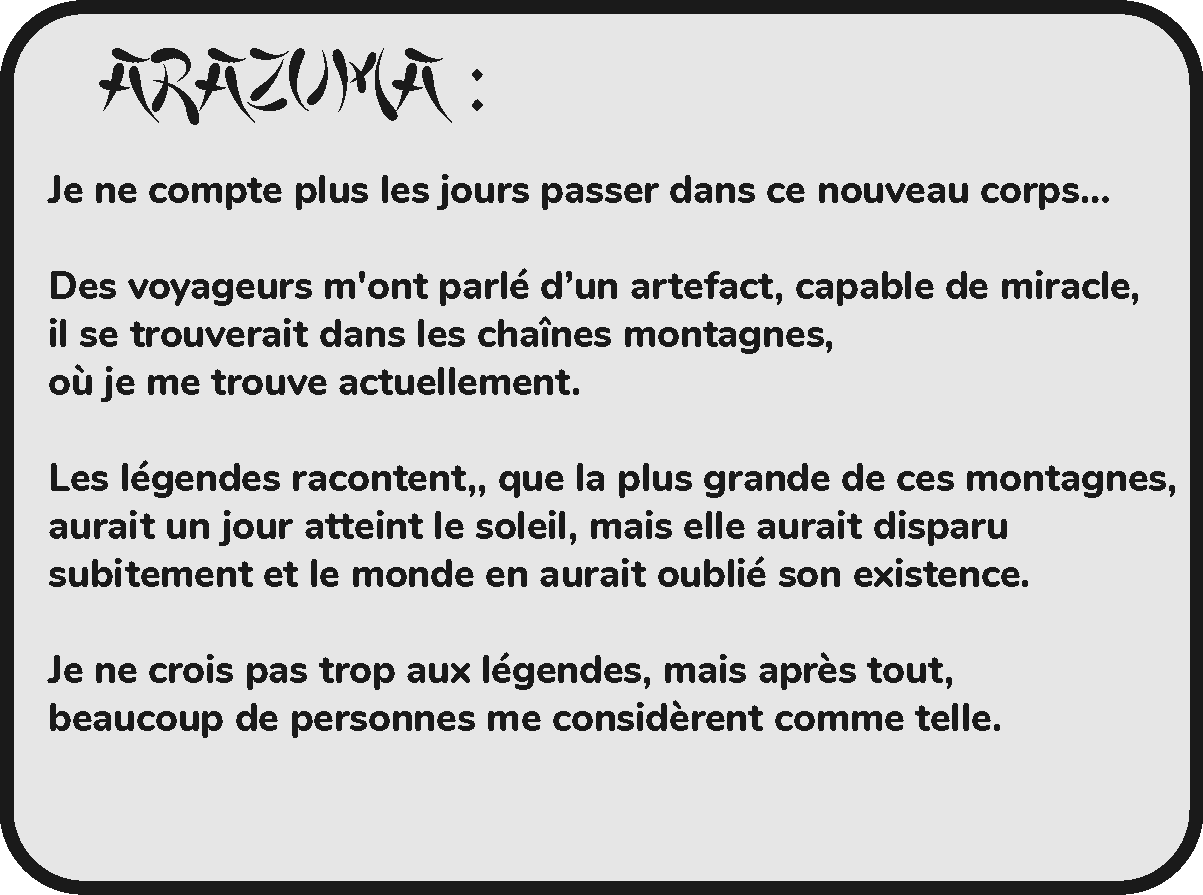 ARAZUMA :
Je ne compte plus les jours passer dans ce nouveau corps...
Des voyageurs m'ont parlé d’un artefact, capable de miracle,
il se trouverait dans les chaînes montagnes,
où je me trouve actuellement.
Les légendes racontent,, que la plus grande de ces montagnes,
aurait un jour atteint le soleil, mais elle aurait disparu
subitement et le monde en aurait oublié son existence.
Je ne crois pas trop aux légendes, mais après tout,
beaucoup de personnes me considèrent comme telle.